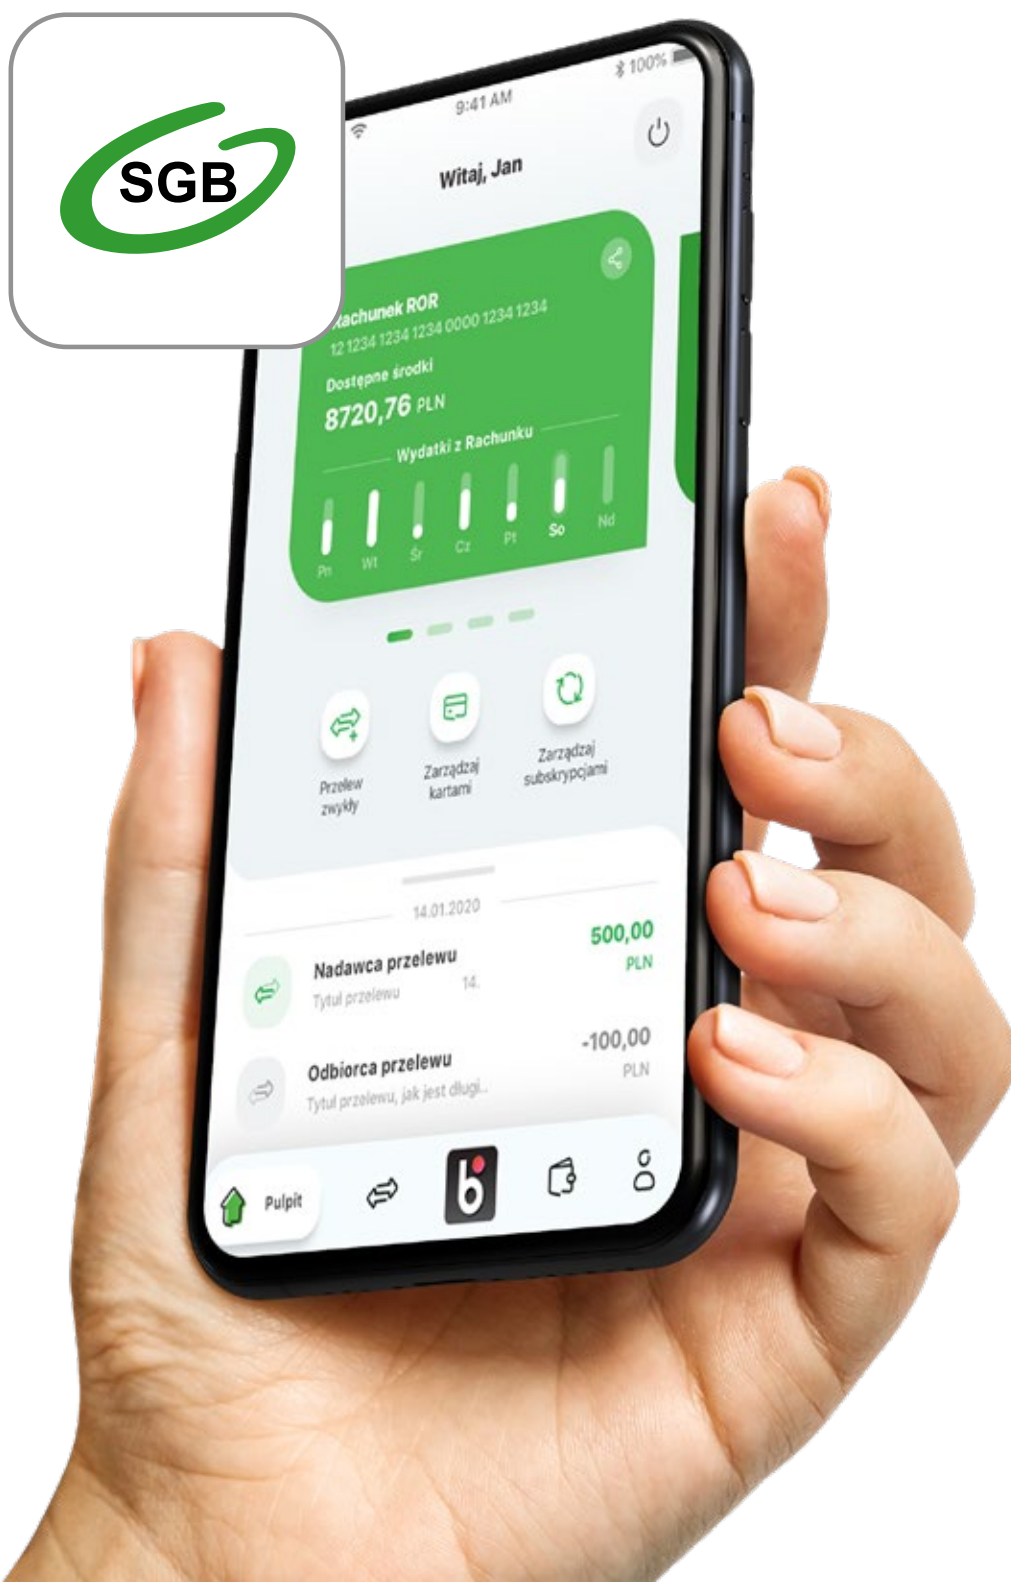 SGB
9:41 AM
100%
Witaj, Jan
Rachunek ROR
12 1234 1234 1234 0000 1234 1234
Dostępne środki
8720,76 PLN
Wydatki z Rachunku
Pn Wt Śr Cz Pt So Nd
Przelew
zwykły
Zarządzaj
kartami
Zarządzaj
subskrypcjami
14.01.2020
Nadawca przelewu
500,00
Tytuł przelewu 14.
PLN
Odbiorca przelewu
-100,00
Tytuł przelewu, jak jest długi...
PLN
Pulpit
b